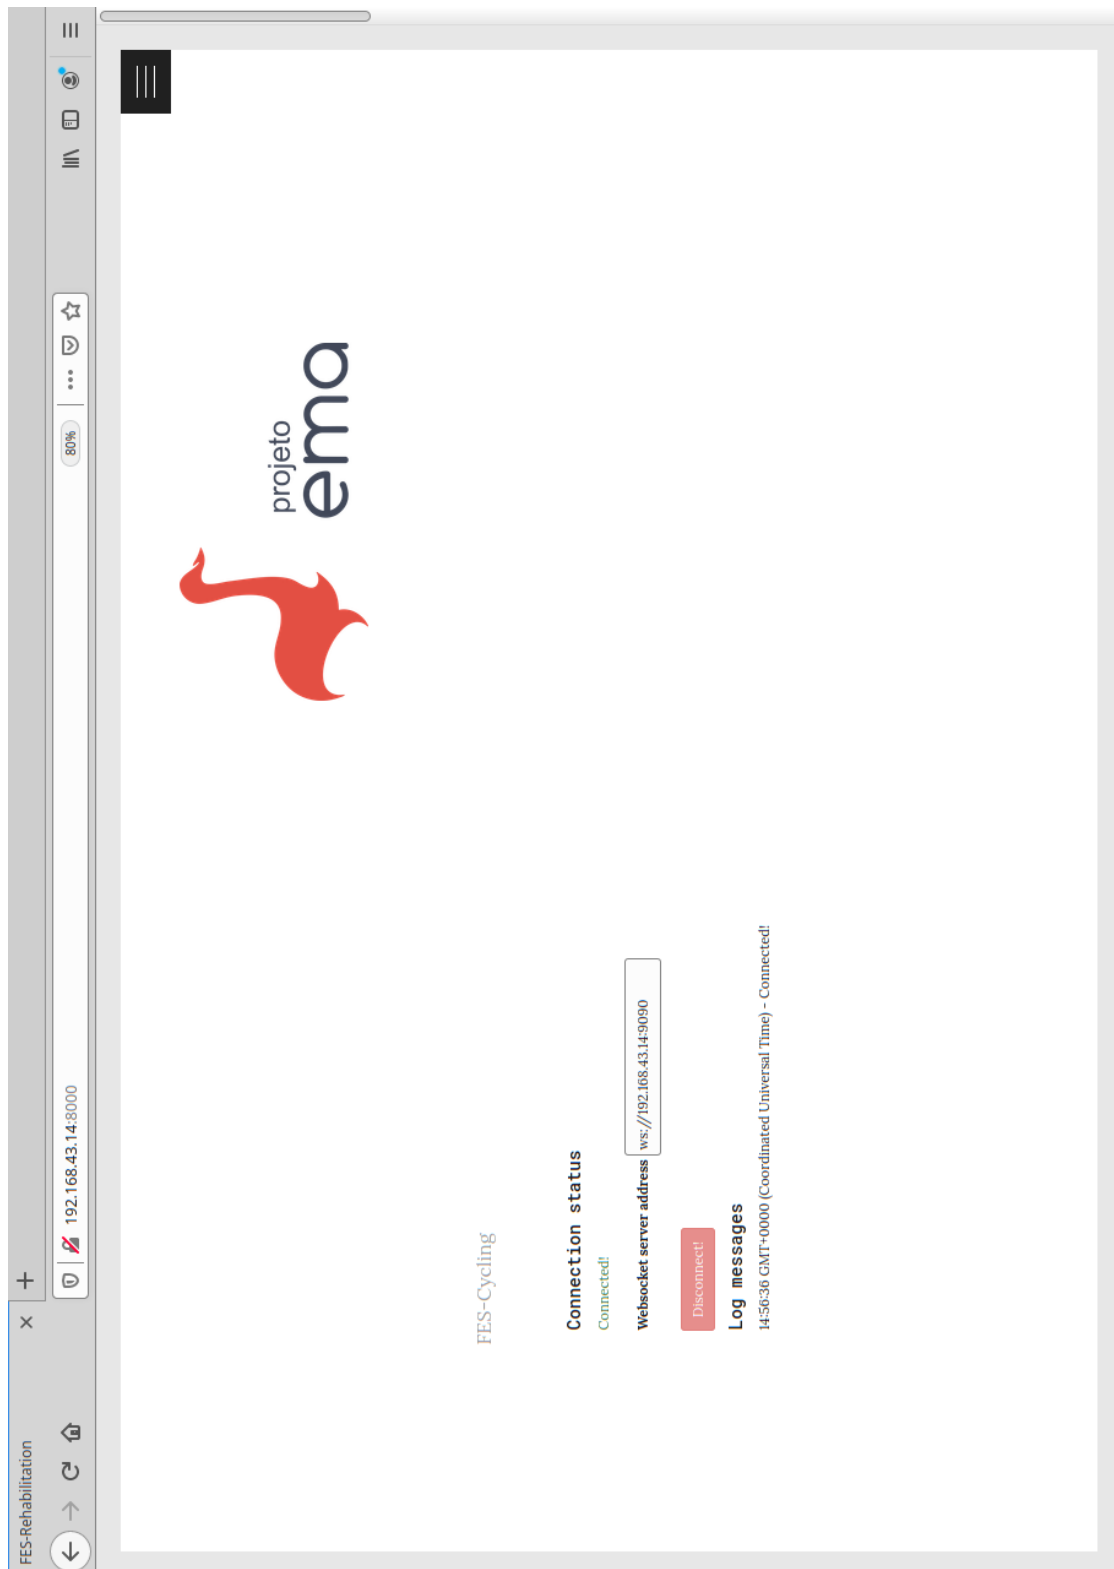 FES-Rehabilitation
192.168.43.14:8000
80%
projeto
ema
FES-Cycling
Connection status
Connected!
Websocket server address ws://192.168.43.14:9090
Disconnect!
Log messages
14:56:36 GMT+0000 (Coordinated Universal Time) - Connected!